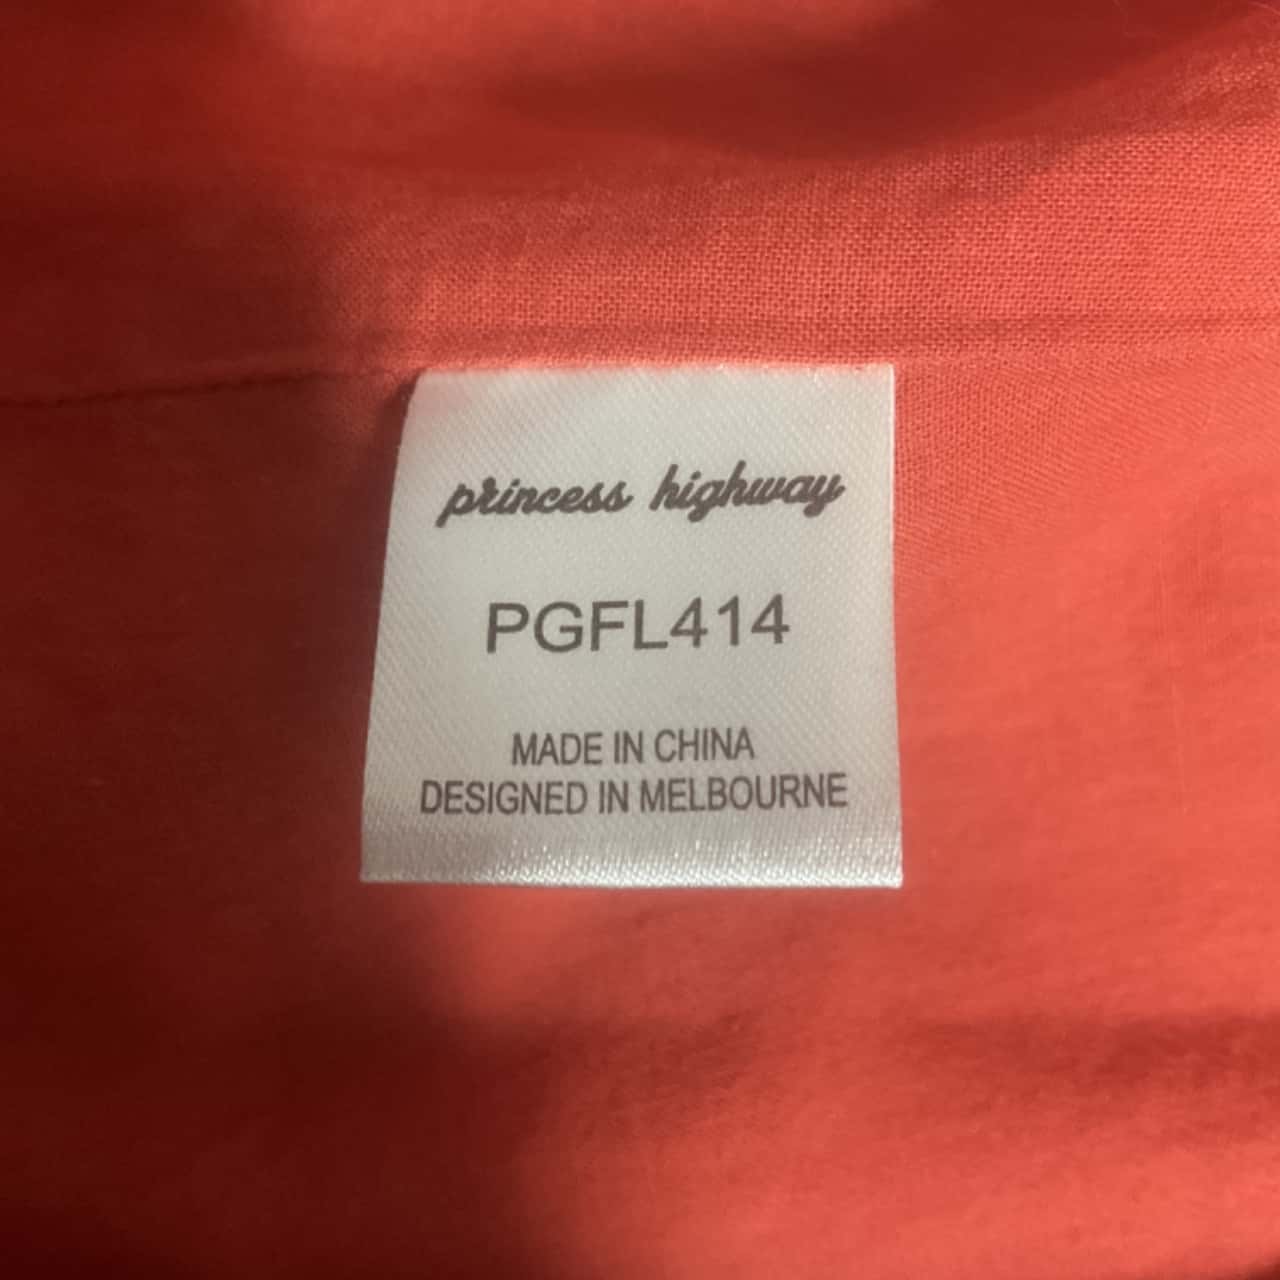 princess highway
PGFL414
MADE IN CHINA
DESIGNED IN MELBOURNE